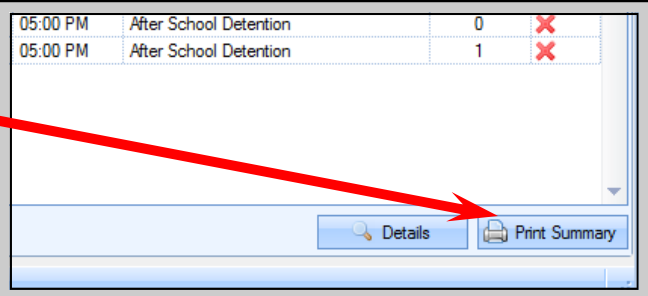 05:00 PM After School Detention 0
05:00 PM After School Detention 1
Details Print Summary